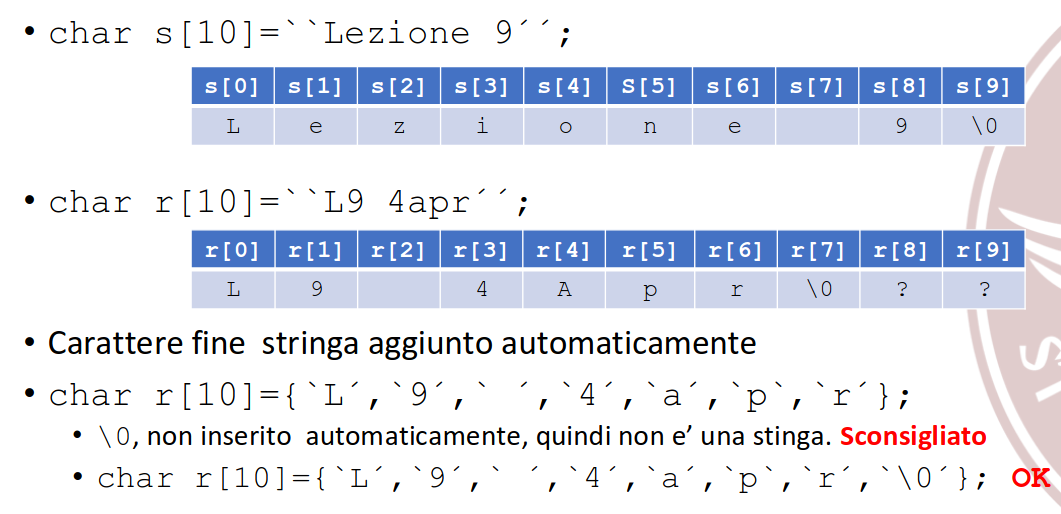 • char s[10]=``Lezione 9´´;
s[0] s[1] s[2] s[3] s[4] S[5] s[6] s[7] s[8] s[9]
L e z i o n e 9 \0
• char r[10]=``L9 4apr´´;
r[0] r[1] r[2] r[3] r[4] r[5] r[6] r[7] r[8] r[9]
L 9 4 A p r \0 ? ?
• Carattere fine stringa aggiunto automaticamente
• char r[10]={`L´,`9´,` ´,`4´,`a´,`p`,`r´};
• \0, non inserito automaticamente, quindi non e’ una stinga. Sconsigliato
• char r[10]={`L´,`9´,` ´,`4´,`a´,`p`,`r´,`\0´}; OK